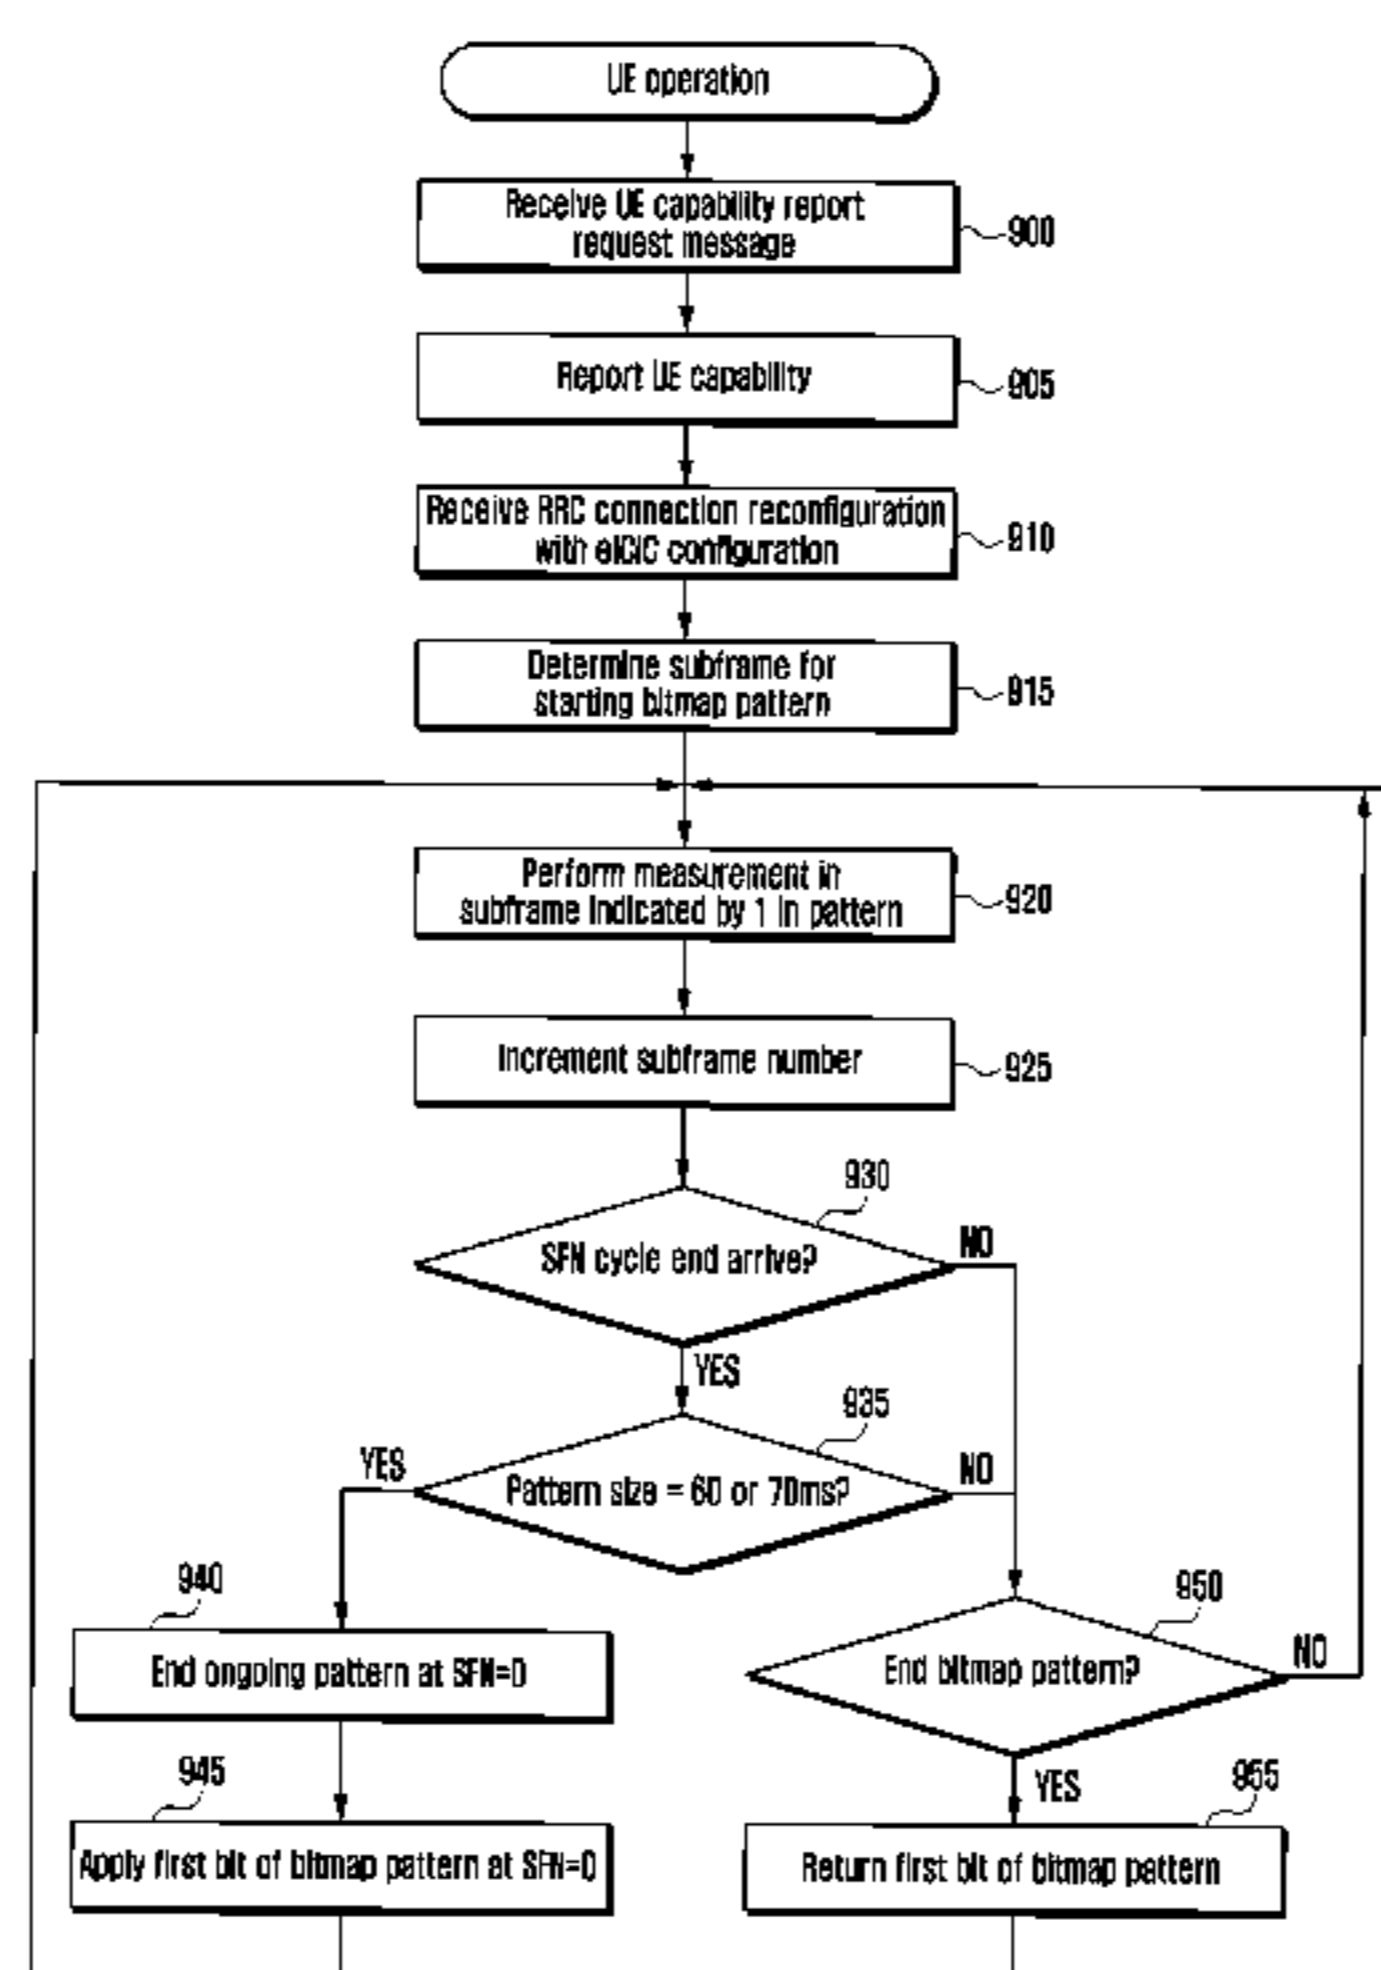 UE operation
Receive UE capability report
request message
900
Report UE capability
905
Receive RRC connection reconfiguration
with eICIC configuration
910
Determine subframe for
starting bitmap pattern
915
Perform measurement in
subframe indicated by 1 in pattern
920
Increment subframe number
925
930
SFN cycle end arrive?
NO
YES
935
YES
Pattern size = 60 or 70ms?
NO
940
End ongoing pattern at SFN=0
950
End bitmap pattern?
NO
945
Apply first bit of bitmap pattern at SFN=0
YES
955
Return first bit of bitmap pattern